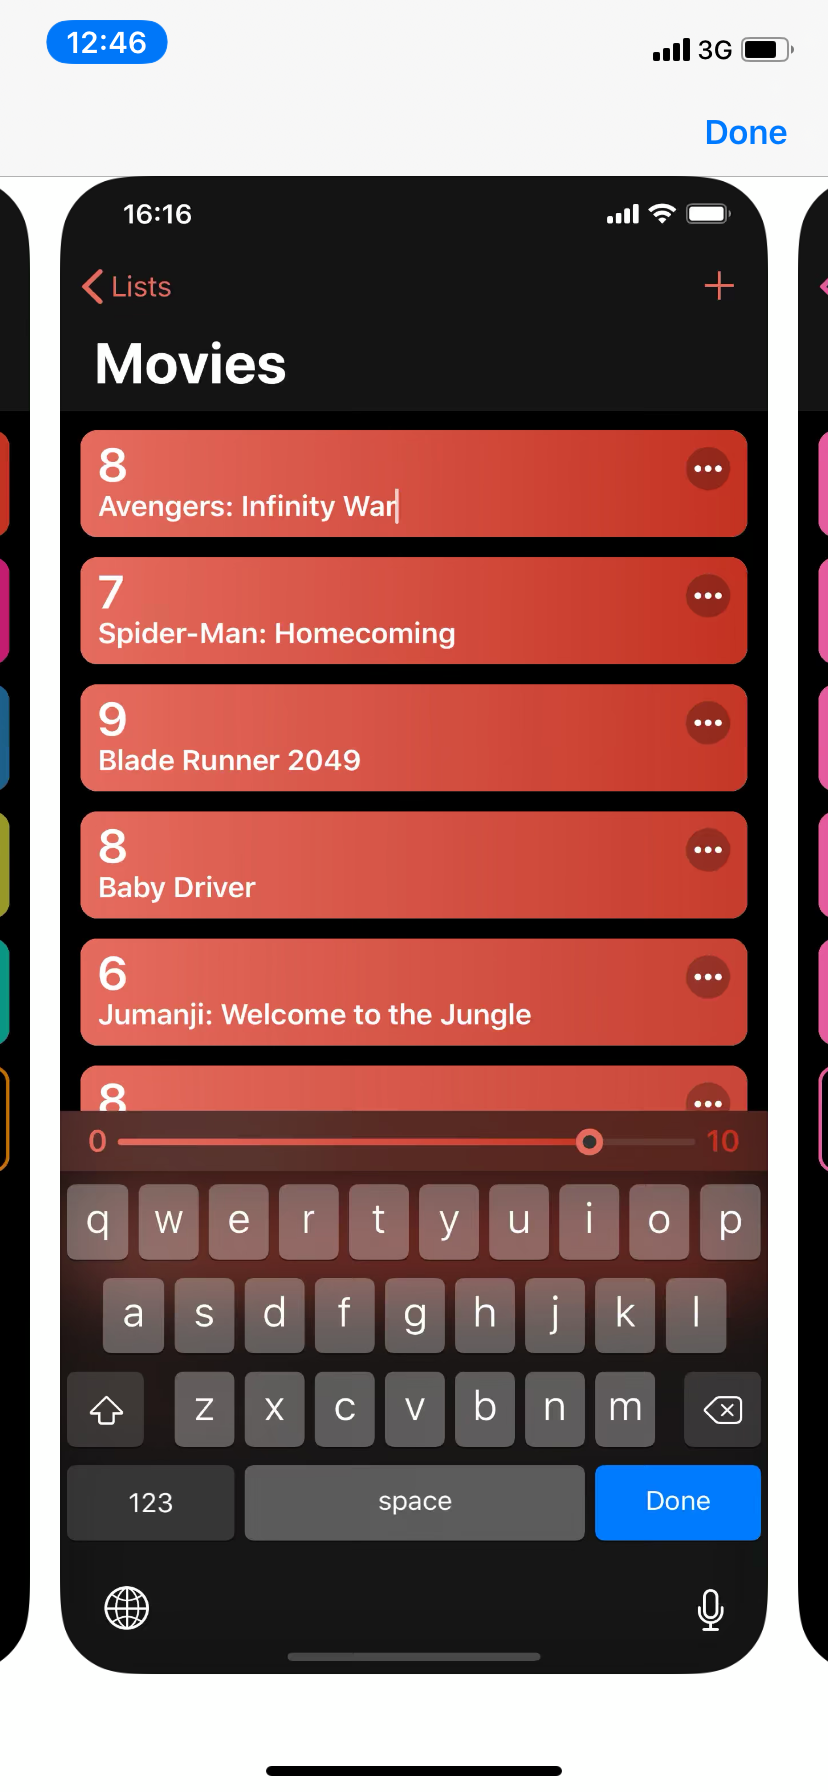 12:46
3G
Done
16:16
Lists
Movies
8
Avengers: Infinity War
7
Spider-Man: Homecoming
9
Blade Runner 2049
8
Baby Driver
6
Jumanji: Welcome to the Jungle
8
0 10
q w e r t y u i o p
a s d f g h j k l
z x c v b n m
123 space Done